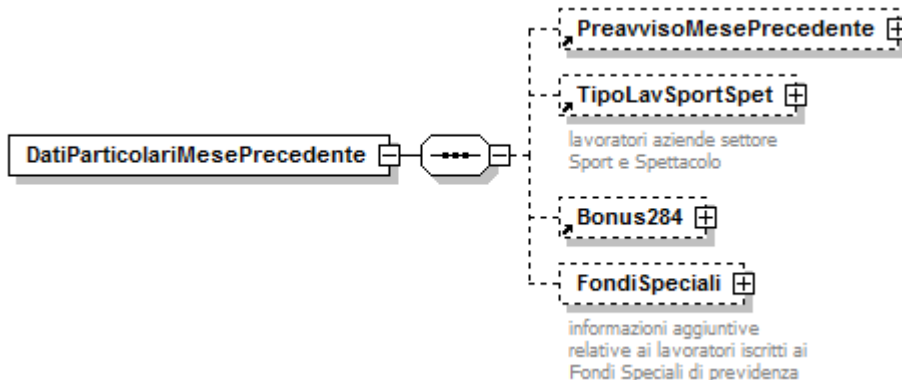 PreavvisoMesePrecedente
TipoLavSportSpet
lavoratori aziende settore
Sport e Spettacolo
DatiParticolariMesePrecedente
Bonus284
FondiSpeciali
informazioni aggiuntive
relative ai lavoratori iscritti ai
Fondi Speciali di previdenza